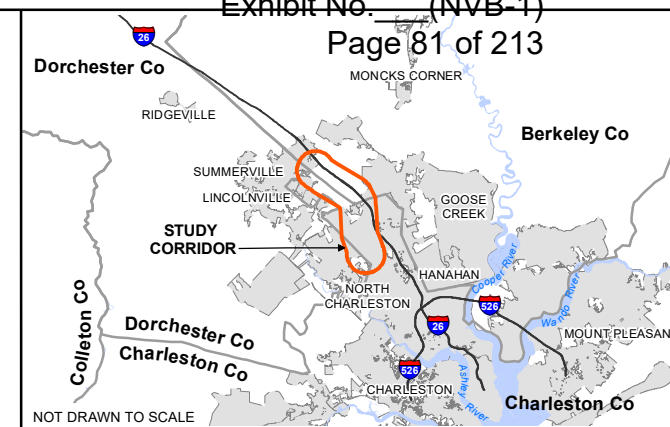 Exhibit No.___(NVB-1)
Page 81 of 213
26
Dorchester Co
MONCKS CORNER
RIDGEVILLE
Berkeley Co
SUMMERVILLE
LINCOLNVILLE
GOOSE
CREEK
STUDY
CORRIDOR
HANAHAN
Cooper River
NORTH
CHARLESTON
526
Wando River
Colleton Co
Dorchester Co
Charleston Co
26
MOUNT PLEASAN
526
CHARLESTON
Ashley River
Charleston Co
NOT DRAWN TO SCALE